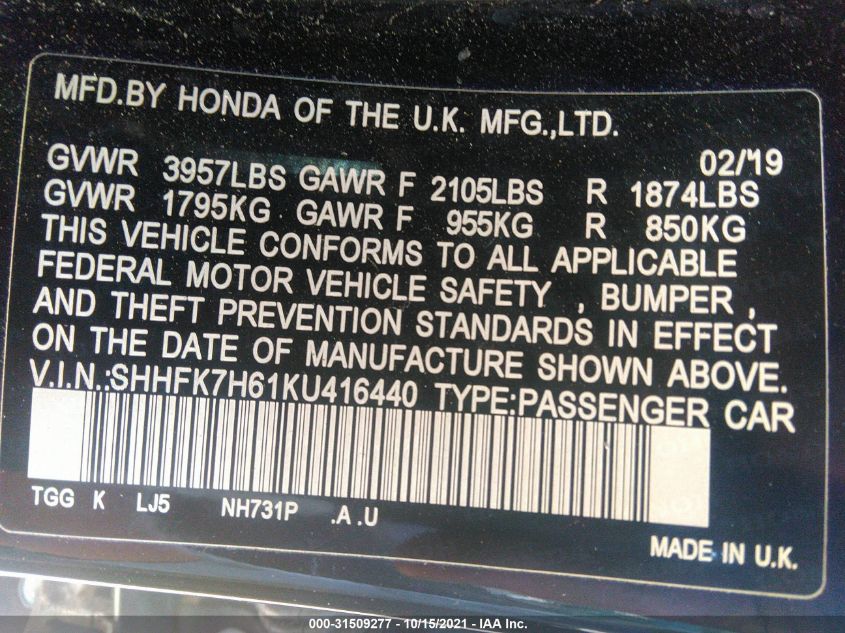 MFD.BY HONDA OF THE U.K. MFG.,LTD.
02/'19
GVWR 3957LBS GAWR F 2105LBS R 1874LBS
GVWR 1795KG GAWR F 955KG R 850KG
THIS VEHICLE CONFORMS TO ALL APPLICABLE
FEDERAL MOTOR VEHICLE SAFETY , BUMPER ,
AND THEFT PREVENTION STANDARDS IN EFFECT
ON THE DATE OF MANUFACTURE SHOWN ABOVE.
V.I.N.:SHHFK7H61KU416440 TYPE:PASSENGER CAR
TGG K LJ5 NH731P .A .U
MADE IN U.K.
000-31509277 - 10/15/2021 - IAA Inc.